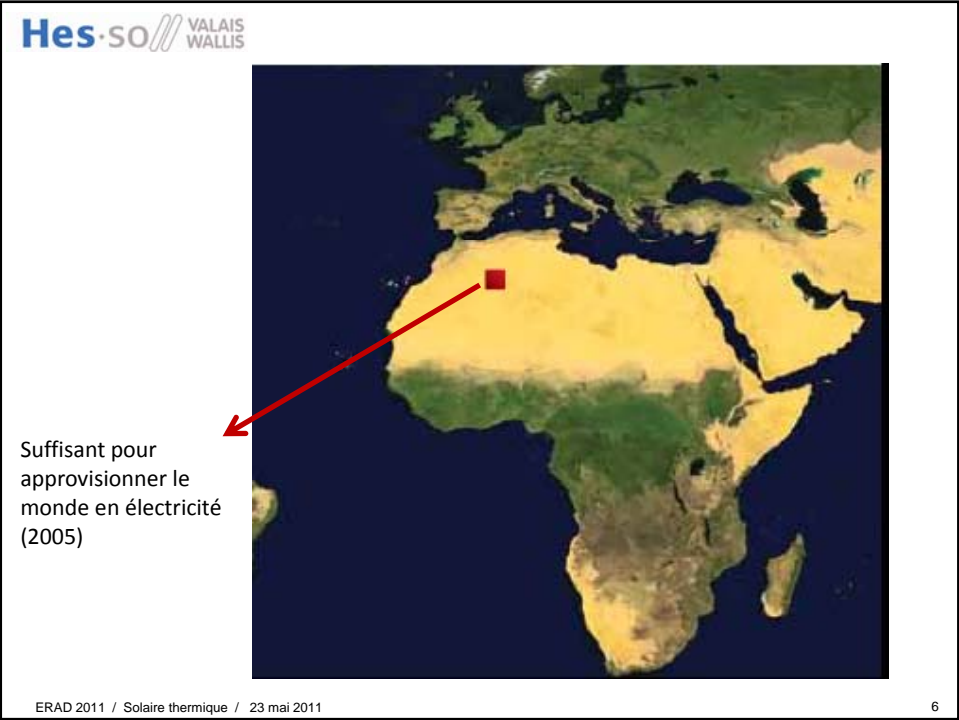 Hes·so// VALAIS
WALLIS
Suffisant pour
approvisionner le
monde en électricité
(2005)
ERAD 2011 / Solaire thermique / 23 mai 2011
6